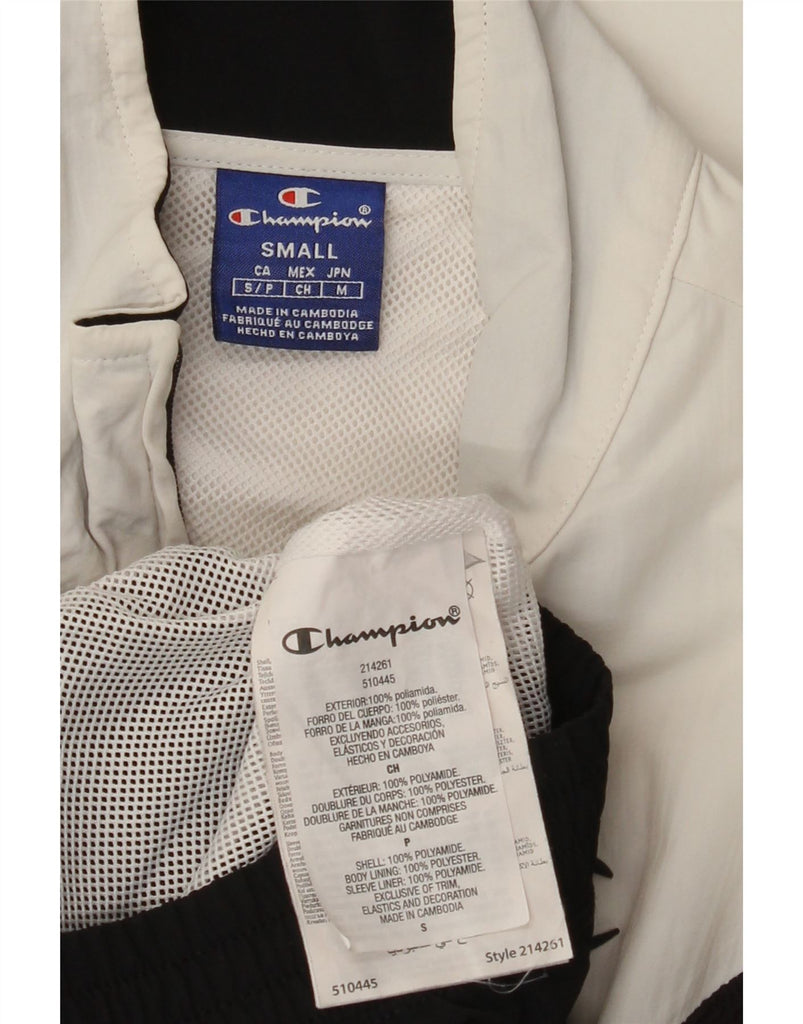 Champion®
SMALL
CA MEX JPN
S/P CH M
MADE IN CAMBODIA
FABRIQUÉ AU CAMBODGE
HECHO EN CAMBOYA
Champion®
214261
510445
EXTERIOR:100% poliamida.
FORRO DEL CUERPO: 100% poliéster.
FORRO DE LA MANGA:100% poliamida.
EXCLUYENDO ACCESORIOS,
ELÁSTICOS Y DECORACIÓN
HECHO EN CAMBOYA
CH
EXTÉRIEUR: 100% POLYAMIDE.
DOUBLURE DU CORPS: 100% POLYESTER.
DOUBLURE DE LA MANCHE: 100% POLYAMIDE.
GARNITURES NON COMPRISES
FABRIQUÉ AU CAMBODGE
P
SHELL: 100% POLYAMIDE.
BODY LINING: 100% POLYESTER.
SLEEVE LINER: 100% POLYAMIDE.
EXCLUSIVE OF TRIM,
ELASTICS AND DECORATION
MADE IN CAMBODIA
S
510445
Style 214261